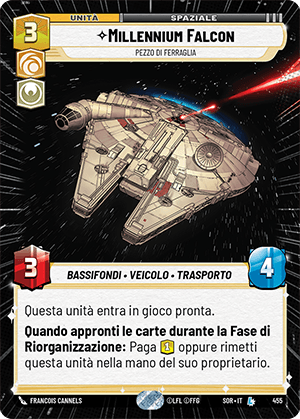 UNITÀ SPAZIALE
3
✧MILLENNIUM FALCON
PEZZO DI FERRAGLIA
3
BASSIFONDI • VEICOLO • TRASPORTO
4
Questa unità entra in gioco pronta.
Quando appronti le carte durante la Fase di
Riorganizzazione: Paga 1 oppure rimetti
questa unità nella mano del suo proprietario.
FRANCOIS CANNELS ©LFL ©FFG SOR•IT L 455